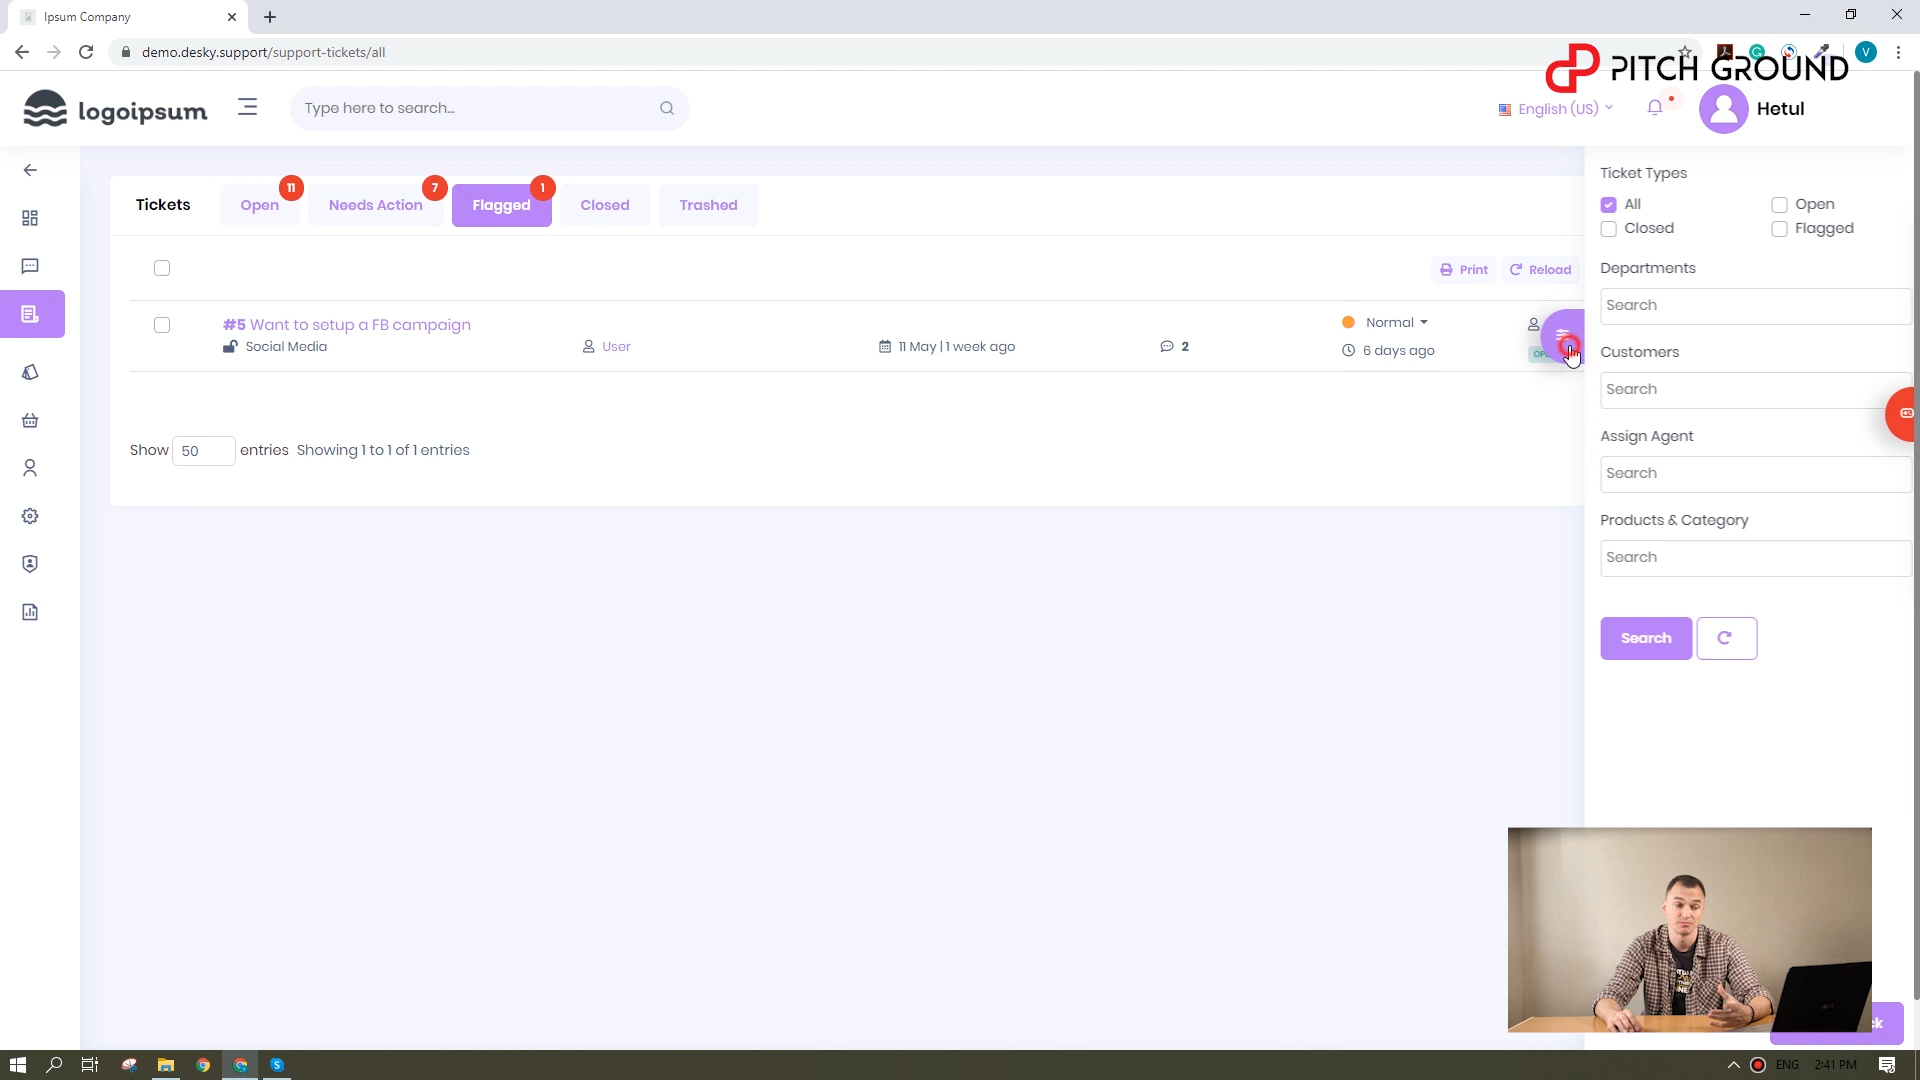 Ipsum Company
demo.desky.support/support-tickets/all
V
PITCH GROUND
logoipsum
Type here to search...
English (US)
Hetul
Tickets
Open
11
Needs Action
7
Flagged
1
Closed
Trashed
Print
Reload
#5 Want to setup a FB campaign
Social Media
User
11 May | 1 week ago
2
Normal
6 days ago
Show 50 entries Showing 1 to 1 of 1 entries
Ticket Types
All
Open
Closed
Flagged
Departments
Search
Customers
Search
Assign Agent
Search
Products & Category
Search
Search
ENG
2:41 PM